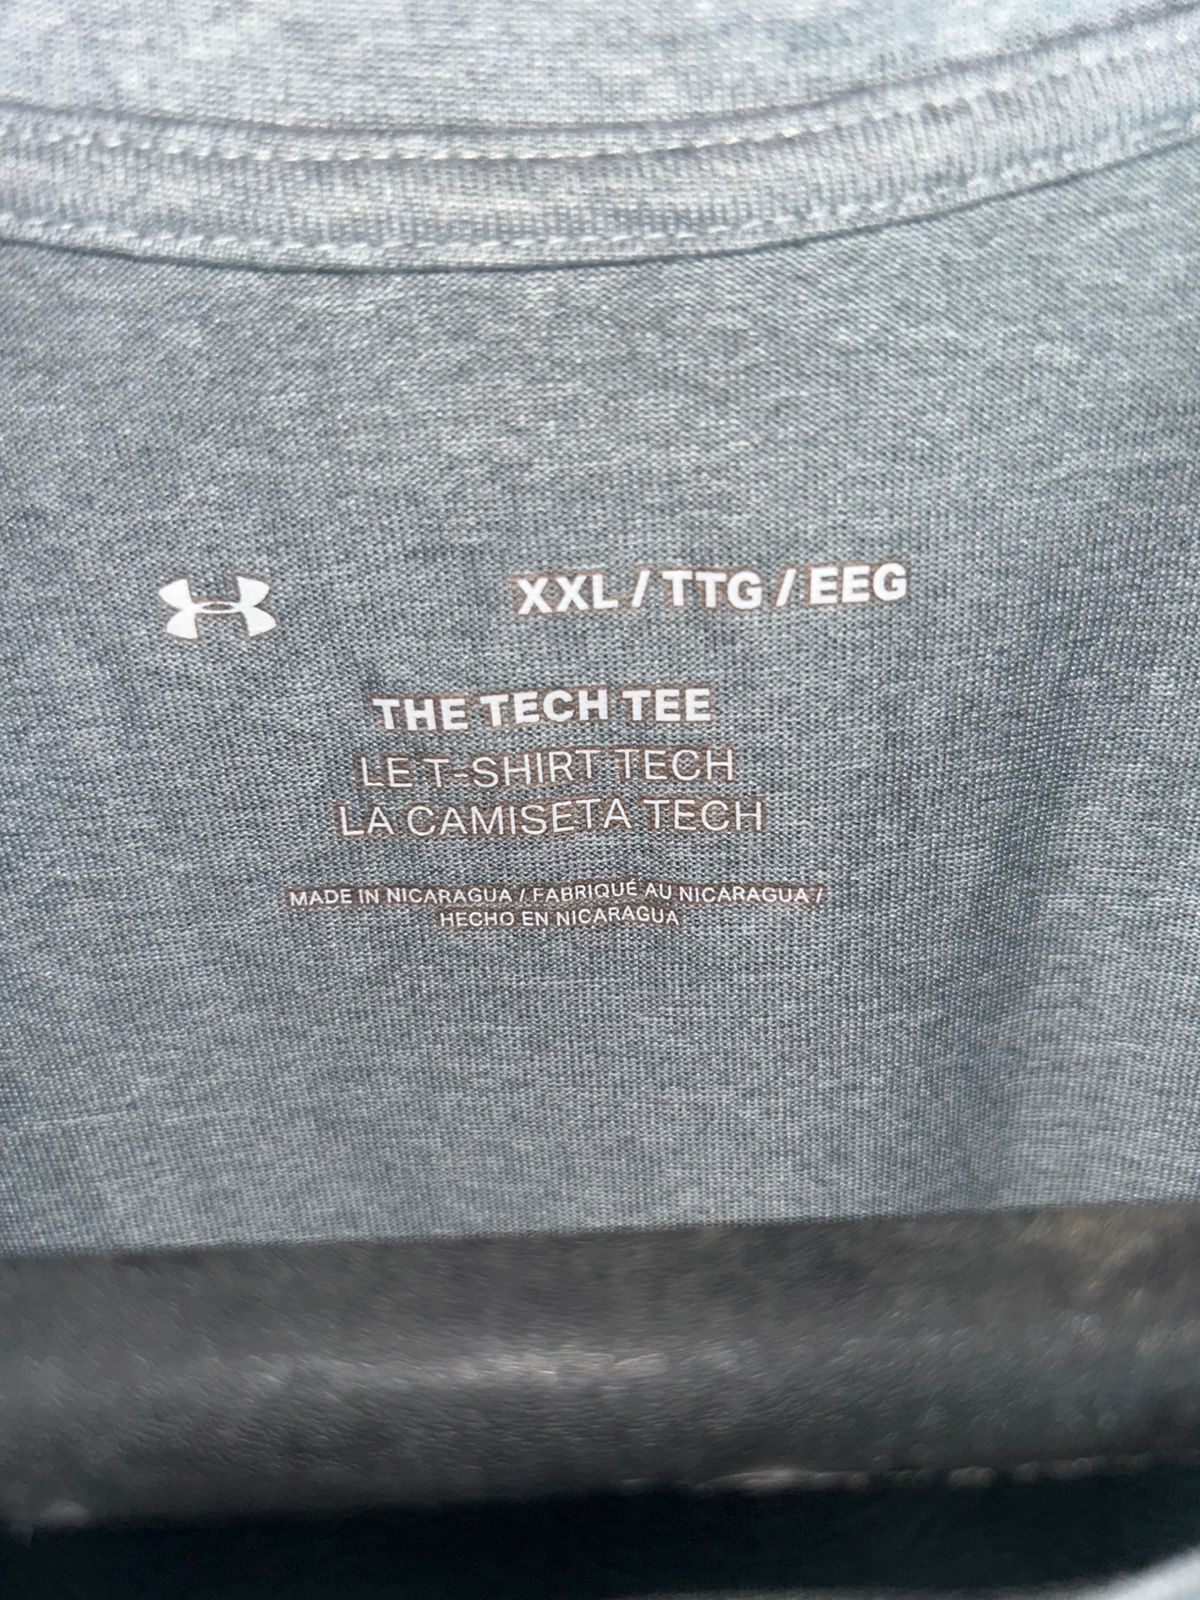 XXL / TTG / EEG
THE TECH TEE
LE T-SHIRT TECH
LA CAMISETA TECH
MADE IN NICARAGUA / FABRIQUÉ AU NICARAGUA /
HECHO EN NICARAGUA